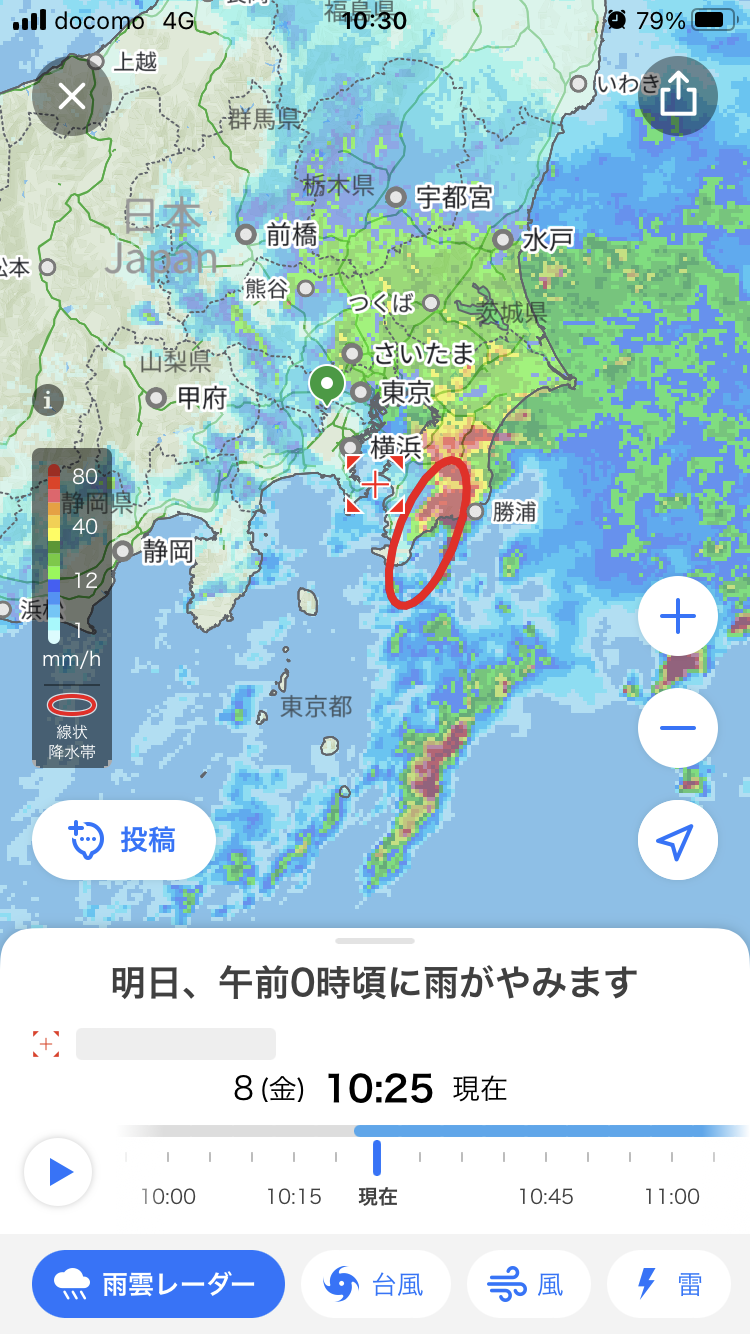 docomo 4G 10:30 79%
福島県
上越
いわき
群馬県
栃木県
宇都宮
日本
Japan
前橋
水戸
松本
熊谷
つくば
茨城県
さいたま
山梨県
甲府
東京
横浜
80
静岡県
40
勝浦
静岡
12
浜松
1
mm/h
東京都
線状
降水帯
投稿
明日、午前0時頃に雨がやみます
8(金) 10:25 現在
10:00 10:15 現在 10:45 11:00
雨雲レーダー 台風 風 雷